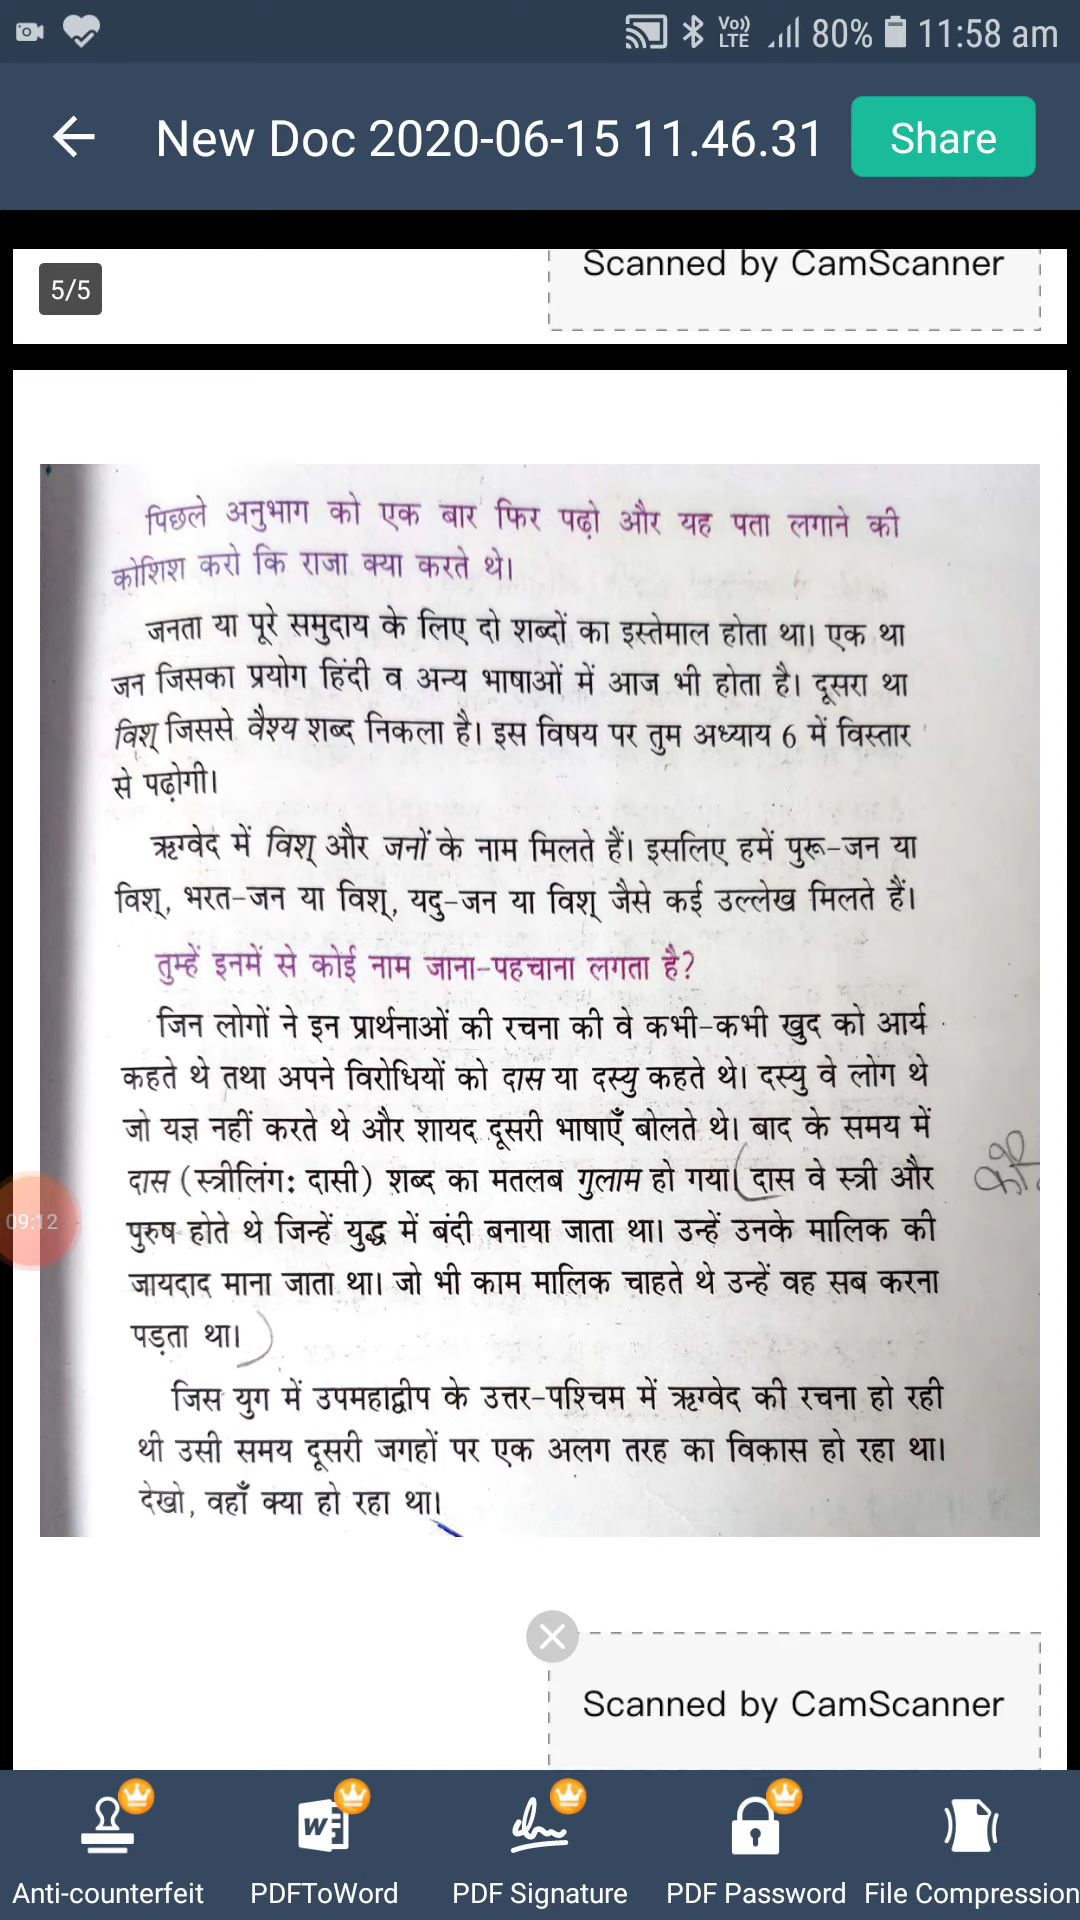 80% 11:58 am
New Doc 2020-06-15 11.46.31 Share
Scanned by CamScanner
5/5
पिछले अनुभाग को एक बार फिर पढ़ो और यह पता लगाने की
कोशिश करो कि राजा क्या करते थे।
जनता या पूरे समुदाय के लिए दो शब्दों का इस्तेमाल होता था। एक था
जन जिसका प्रयोग हिंदी व अन्य भाषाओं में आज भी होता है। दूसरा था
विश् जिससे वैश्य शब्द निकला है। इस विषय पर तुम अध्याय 6 में विस्तार
से पढ़ोगी।
ऋग्वेद में विश् और जनों के नाम मिलते हैं। इसलिए हमें पुरू-जन या
विश्, भरत-जन या विश्, यदु-जन या विश् जैसे कई उल्लेख मिलते हैं।
तुम्हें इनमें से कोई नाम जाना-पहचाना लगता है?
जिन लोगों ने इन प्रार्थनाओं की रचना की वे कभी-कभी खुद को आर्य
कहते थे तथा अपने विरोधियों को दास या दस्यु कहते थे। दस्यु वे लोग थे
जो यज्ञ नहीं करते थे और शायद दूसरी भाषाएँ बोलते थे। बाद के समय में
दास (स्त्रीलिंग: दासी) शब्द का मतलब गुलाम हो गया। दास वे स्त्री और
पुरुष होते थे जिन्हें युद्ध में बंदी बनाया जाता था। उन्हें उनके मालिक की
जायदाद माना जाता था। जो भी काम मालिक चाहते थे उन्हें वह सब करना
पड़ता था।
जिस युग में उपमहाद्वीप के उत्तर-पश्चिम में ऋग्वेद की रचना हो रही
थी उसी समय दूसरी जगहों पर एक अलग तरह का विकास हो रहा था।
देखो, वहाँ क्या हो रहा था।
09:12
Scanned by CamScanner
Anti-counterfeit PDFToWord PDF Signature PDF Password File Compression